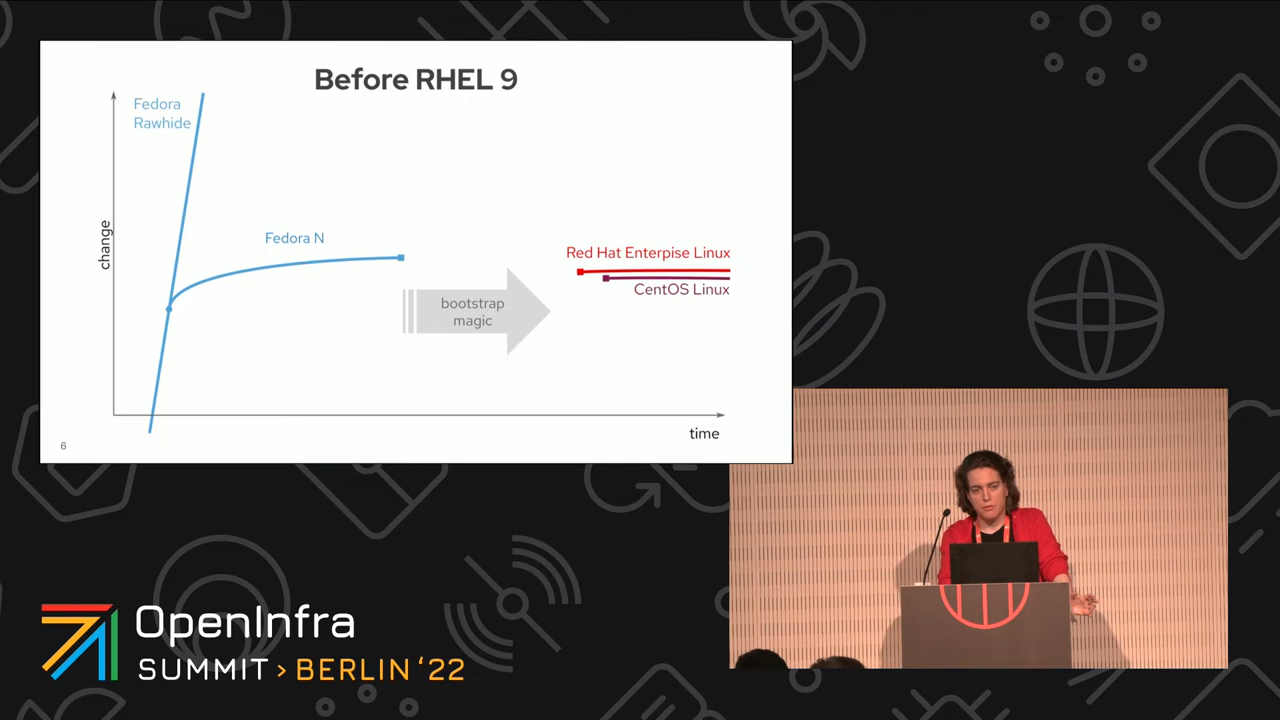 Before RHEL 9
Fedora
Rawhide
change
Fedora N
bootstrap
magic
Red Hat Enterpise Linux
CentOS Linux
time
6
OpenInfra
SUMMIT > BERLIN ‘22